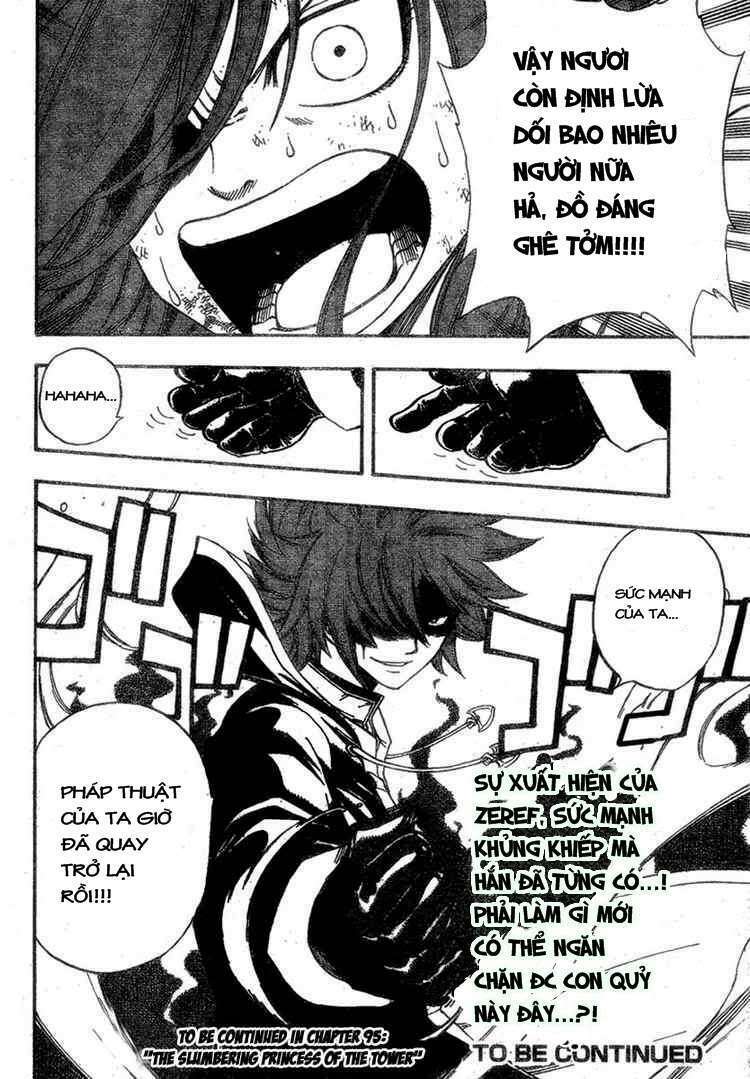 VẬY NGƯƠI
CÒN ĐỊNH LỪA
DỐI BAO NHIÊU
NGƯỜI NỮA
HẢ, ĐỒ ĐÁNG
GHÊ TỞM!!!!
HAHAHA...
SỨC MẠNH
CỦA TA...
PHÁP THUẬT
CỦA TA GIỜ
ĐÃ QUAY
TRỞ LẠI
RỒI!!!
SỰ XUẤT HIỆN CỦA
ZEREF. SỨC MẠNH
KHỦNG KHIẾP MÀ
HẮN ĐÃ TỪNG CÓ...!
PHẢI LÀM GÌ MỚI
CÓ THỂ NGĂN
CHẶN ĐC CON QUỶ
NÀY ĐÂY...?!
TO BE CONTINUED IN CHAPTER 95:
"THE SLUMBERING PRINCESS OF THE TOWER"
TO BE CONTINUED